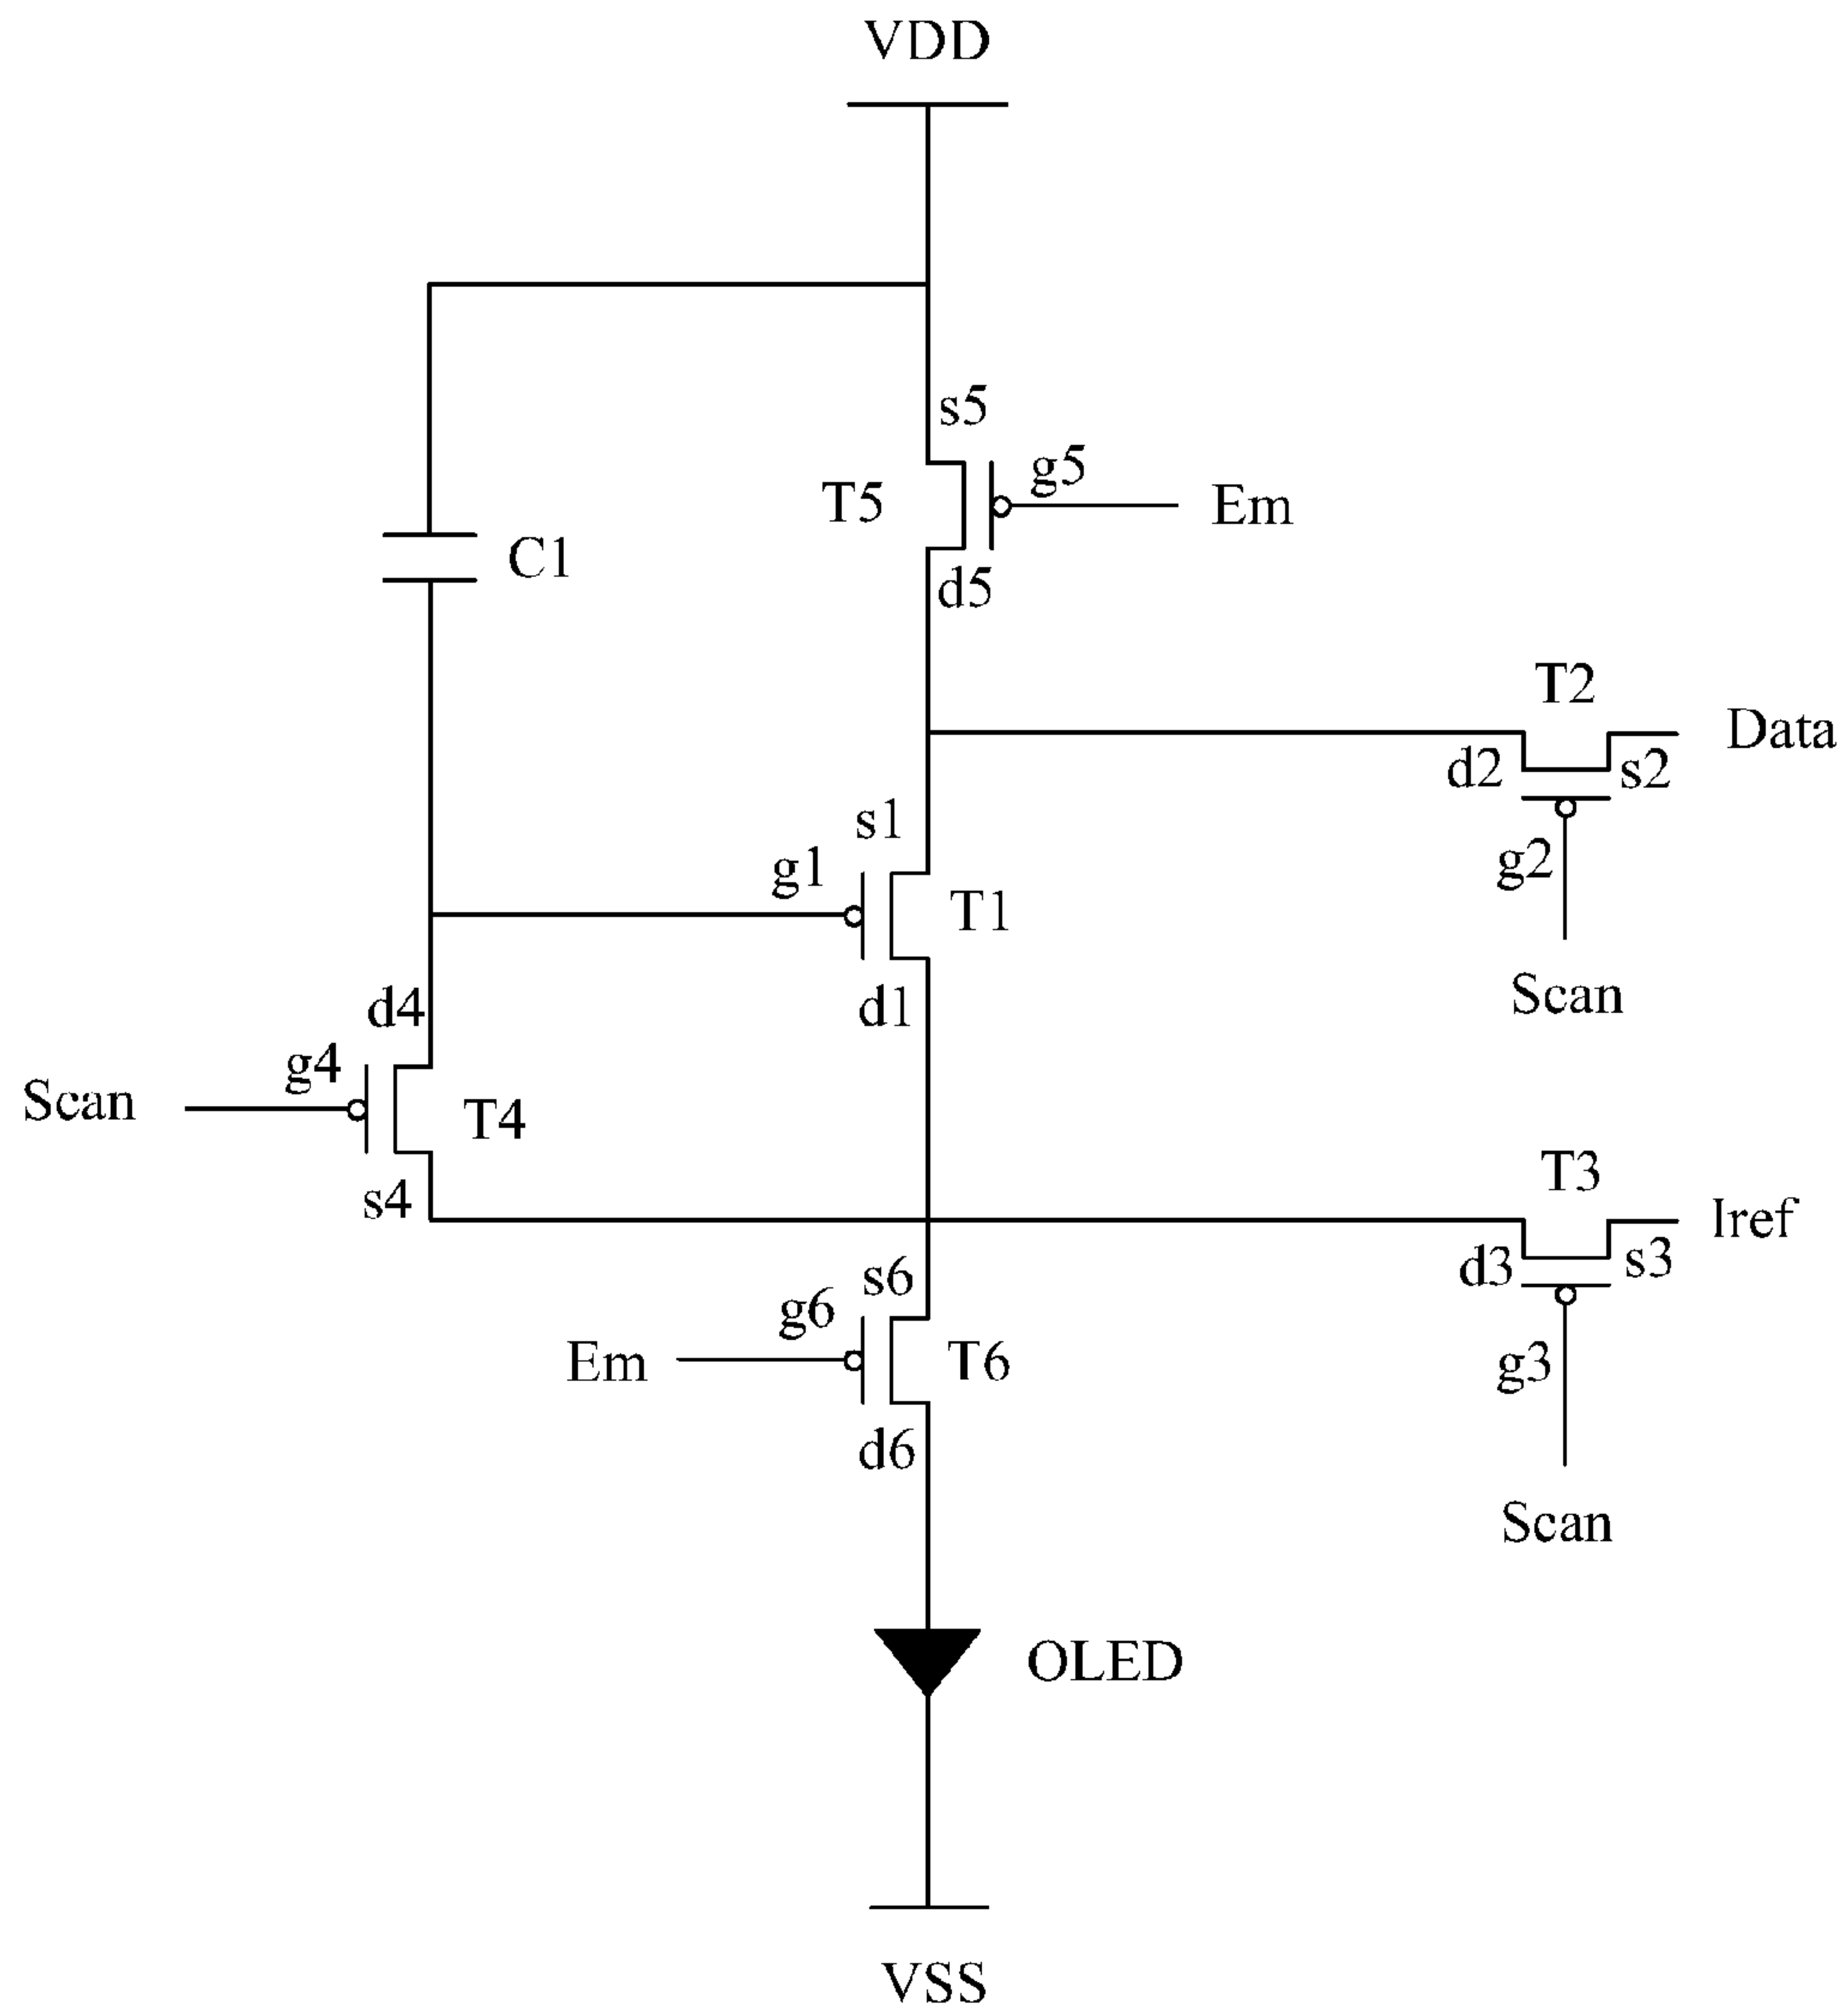 VDD
s5
g5
T5
Em
C1
d5
T2
Data
d2
s2
s1
g1
g2
T1
Scan
d4
d1
g4
Scan
T4
T3
s4
Iref
d3
s3
s6
g6
Em
T6
g3
d6
Scan
OLED
VSS